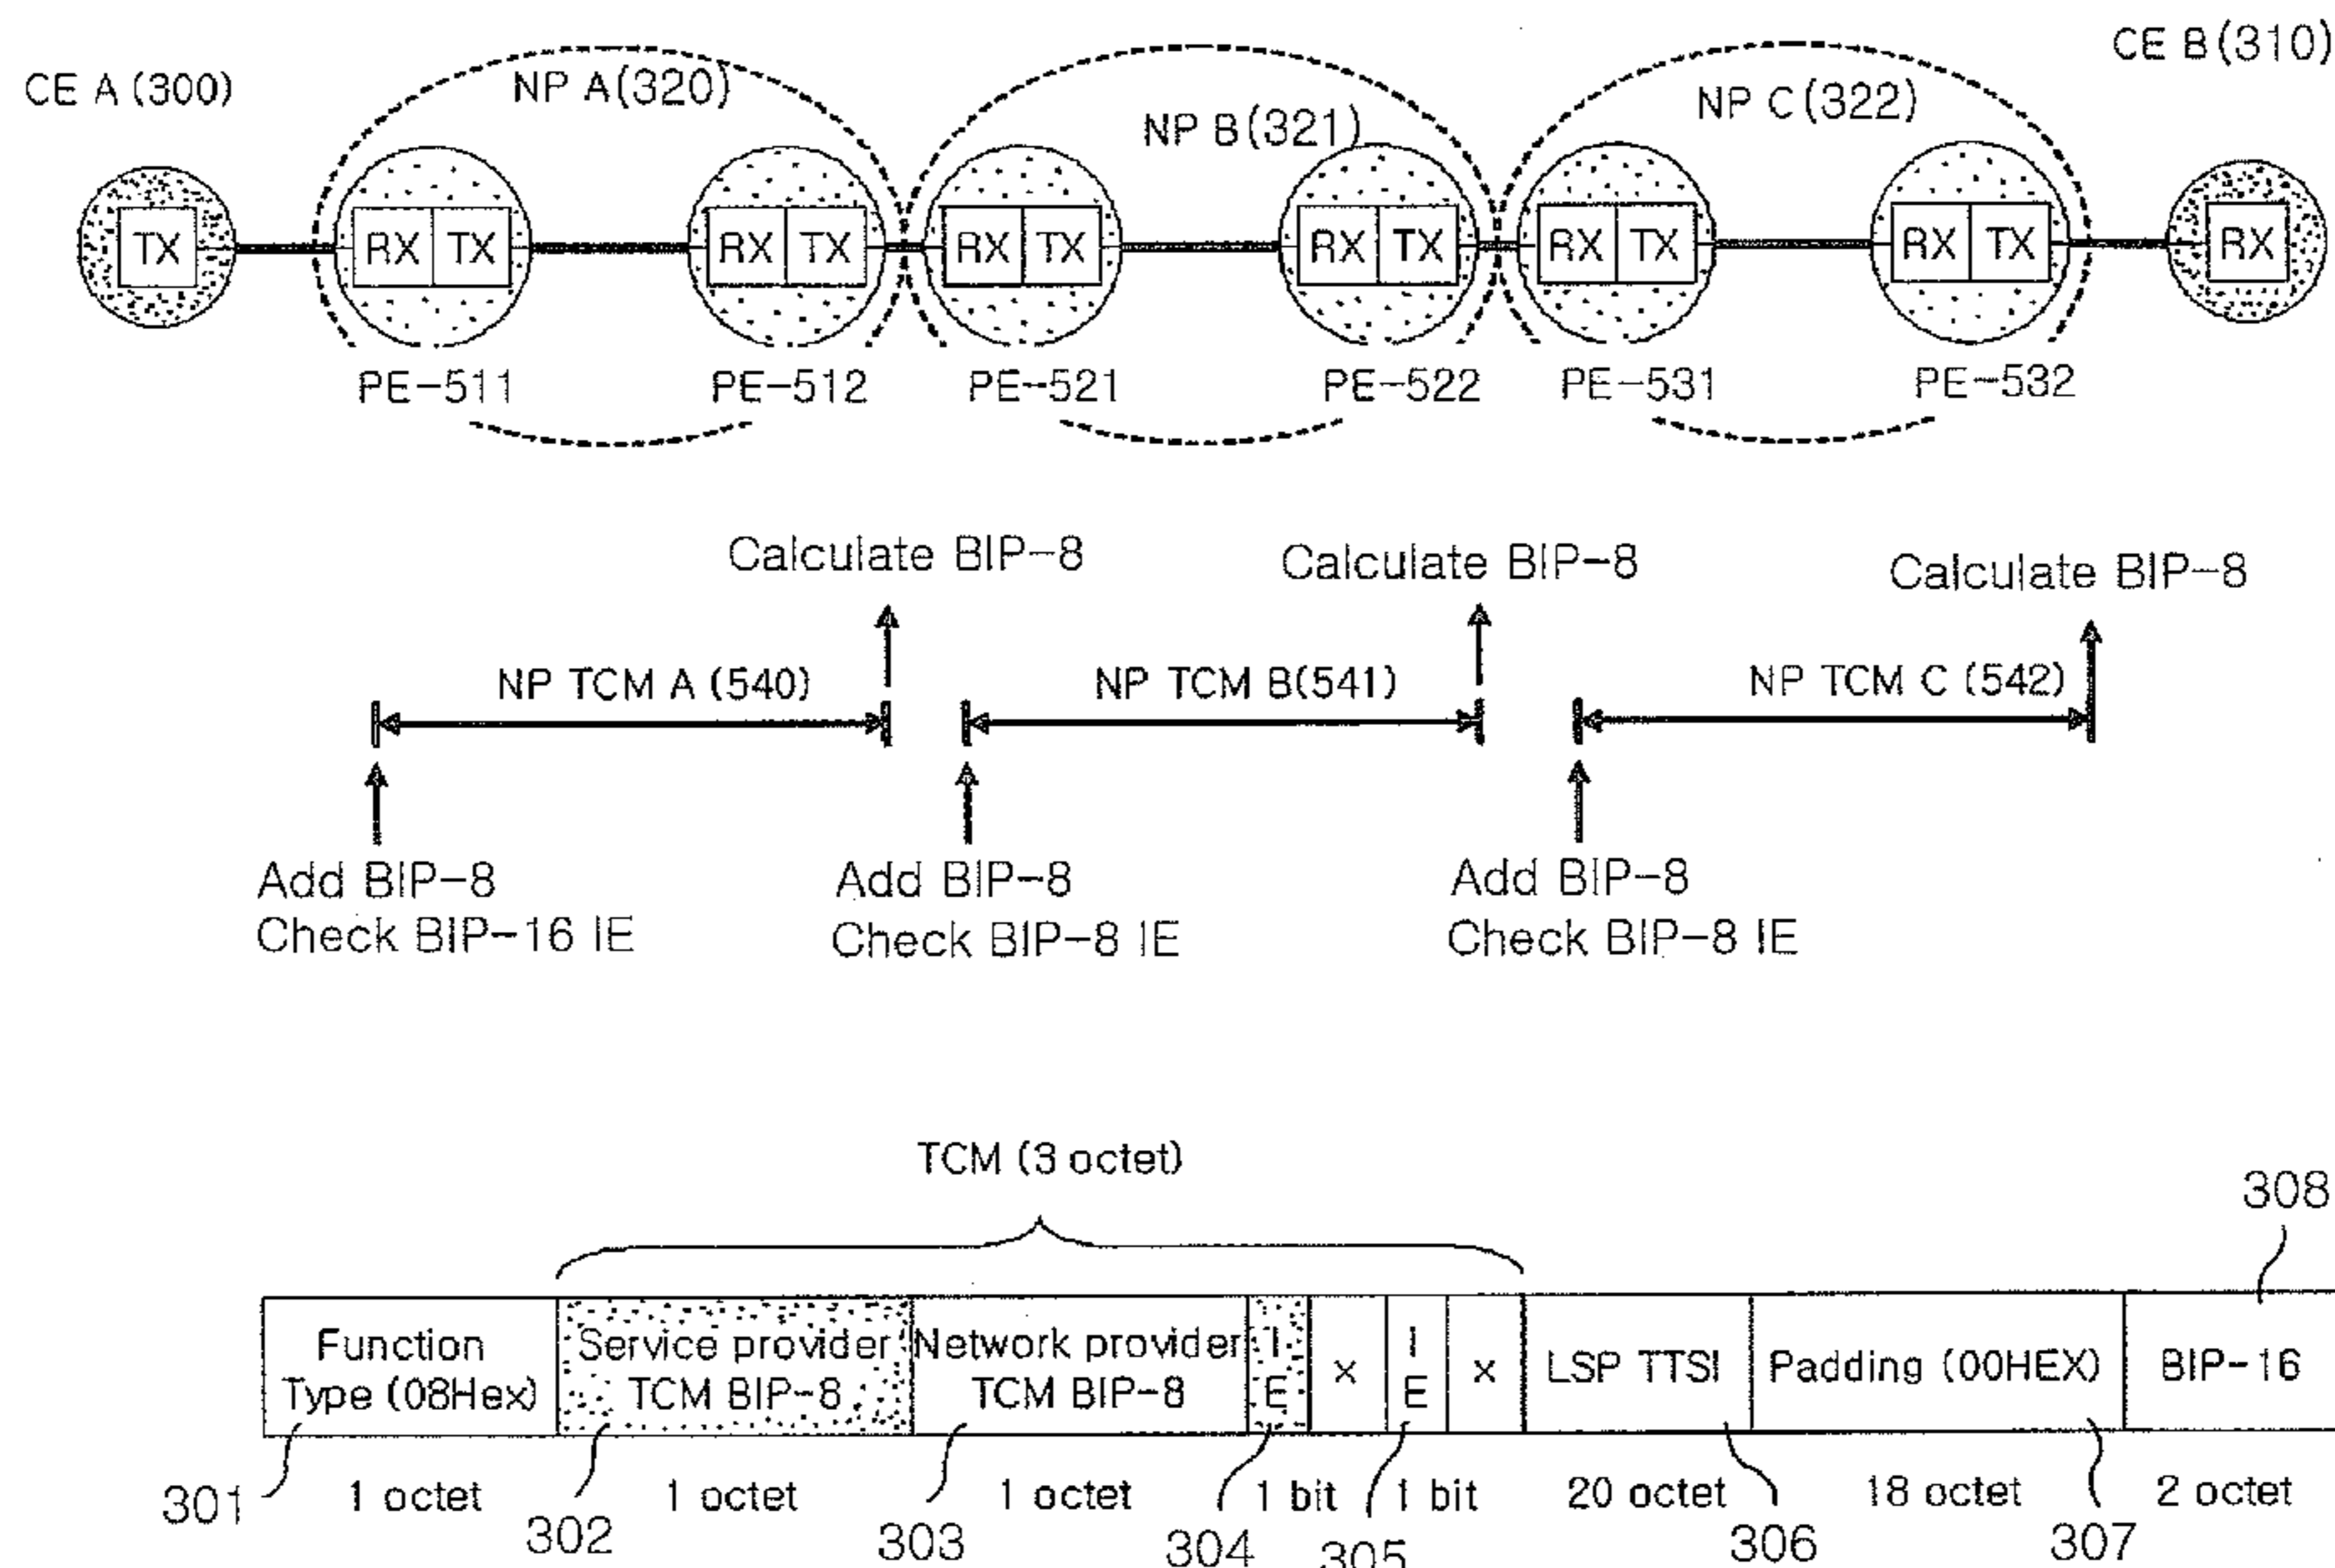 CE A (300)
NP A(320)
NP B(321)
NP C(322)
CE B(310)
TX
RX TX
RX TX
RX TX
RX TX
RX TX
RX TX
RX
PE-511
PE-512
PE-521
PE-522
PE-531
PE-532
Calculate BIP-8
Calculate BIP-8
Calculate BIP-8
NP TCM A (540)
NP TCM B(541)
NP TCM C (542)
Add BIP-8
Check BIP-16 IE
Add BIP-8
Check BIP-8 IE
Add BIP-8
Check BIP-8 IE
TCM (3 octet)
308
Function
Type (08Hex)
Service provider
TCM BIP-8
Network provider
TCM BIP-8
I
E
x
I
E
x
LSP TTSI
Padding (00HEX)
BIP-16
301
1 octet
302
1 octet
303
1 octet
304
1 bit
305
1 bit
20 octet
306
18 octet
307
2 octet